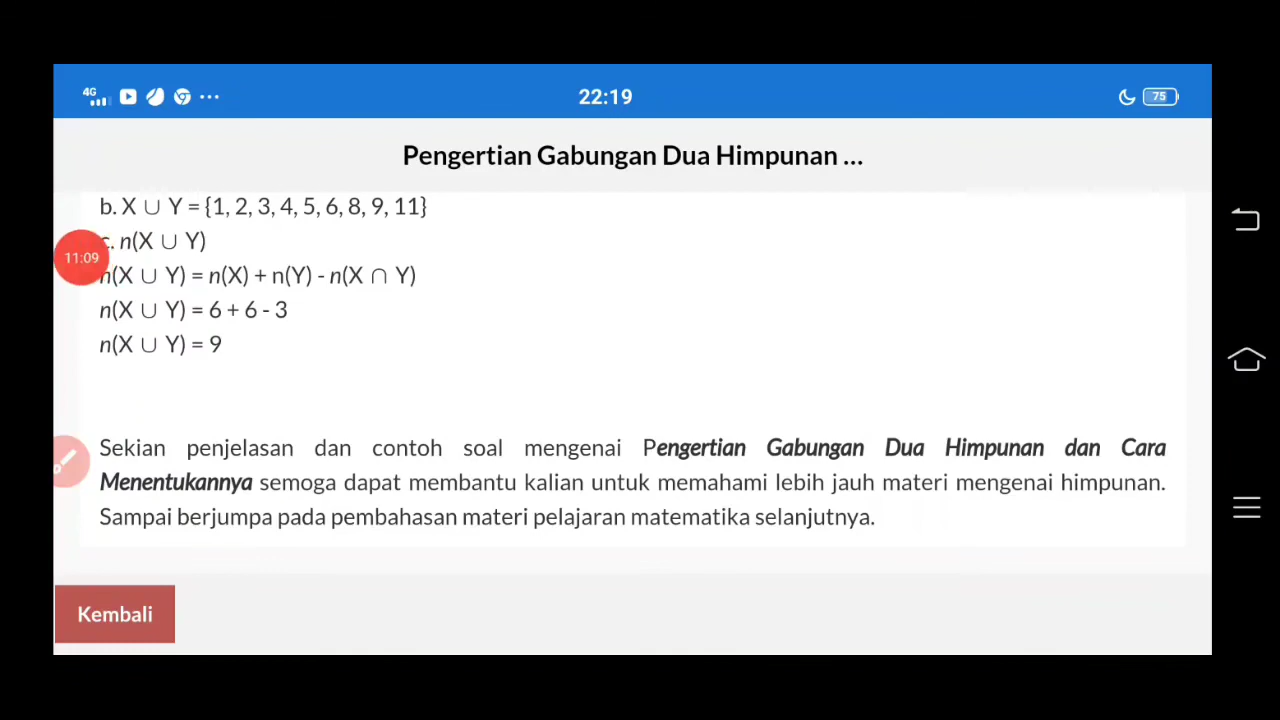 4G
22:19
75
Pengertian Gabungan Dua Himpunan ...
b. X ∪ Y = {1, 2, 3, 4, 5, 6, 8, 9, 11}
c. n(X ∪ Y)
11:09
n(X ∪ Y) = n(X) + n(Y) - n(X ∩ Y)
n(X ∪ Y) = 6 + 6 - 3
n(X ∪ Y) = 9
Sekian penjelasan dan contoh soal mengenai Pengertian Gabungan Dua Himpunan dan Cara
Menentukannya semoga dapat membantu kalian untuk memahami lebih jauh materi mengenai himpunan.
Sampai berjumpa pada pembahasan materi pelajaran matematika selanjutnya.
Kembali